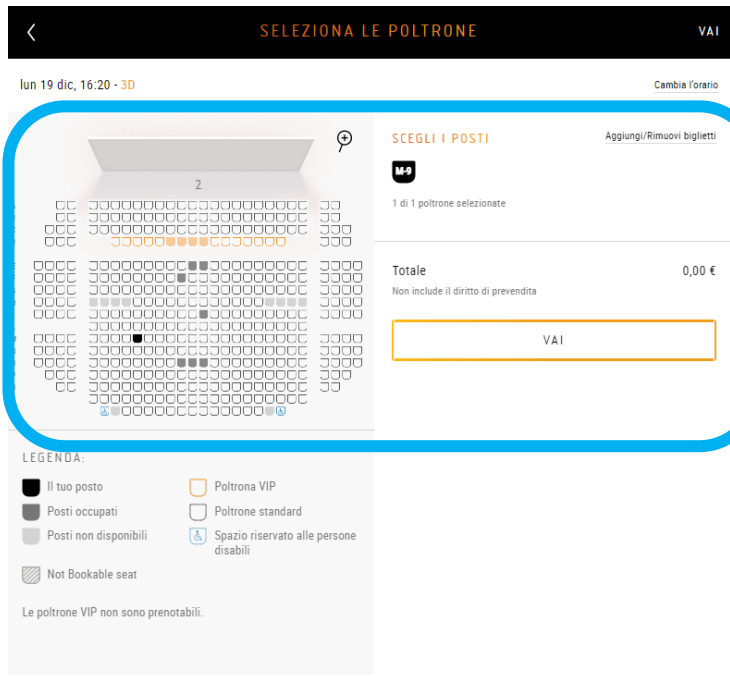 SELEZIONA LE POLTRONE
VAI
lun 19 dic, 16:20 - 3D
Cambia l'orario
2
SCEGLI I POSTI
Aggiungi/Rimuovi biglietti
M-9
1 di 1 poltrone selezionate
Totale
0,00 €
Non include il diritto di prevendita
VAI
LEGENDA:
Il tuo posto
Poltrona VIP
Posti occupati
Poltrone standard
Posti non disponibili
Spazio riservato alle persone
disabili
Not Bookable seat
Le poltrone VIP non sono prenotabili.